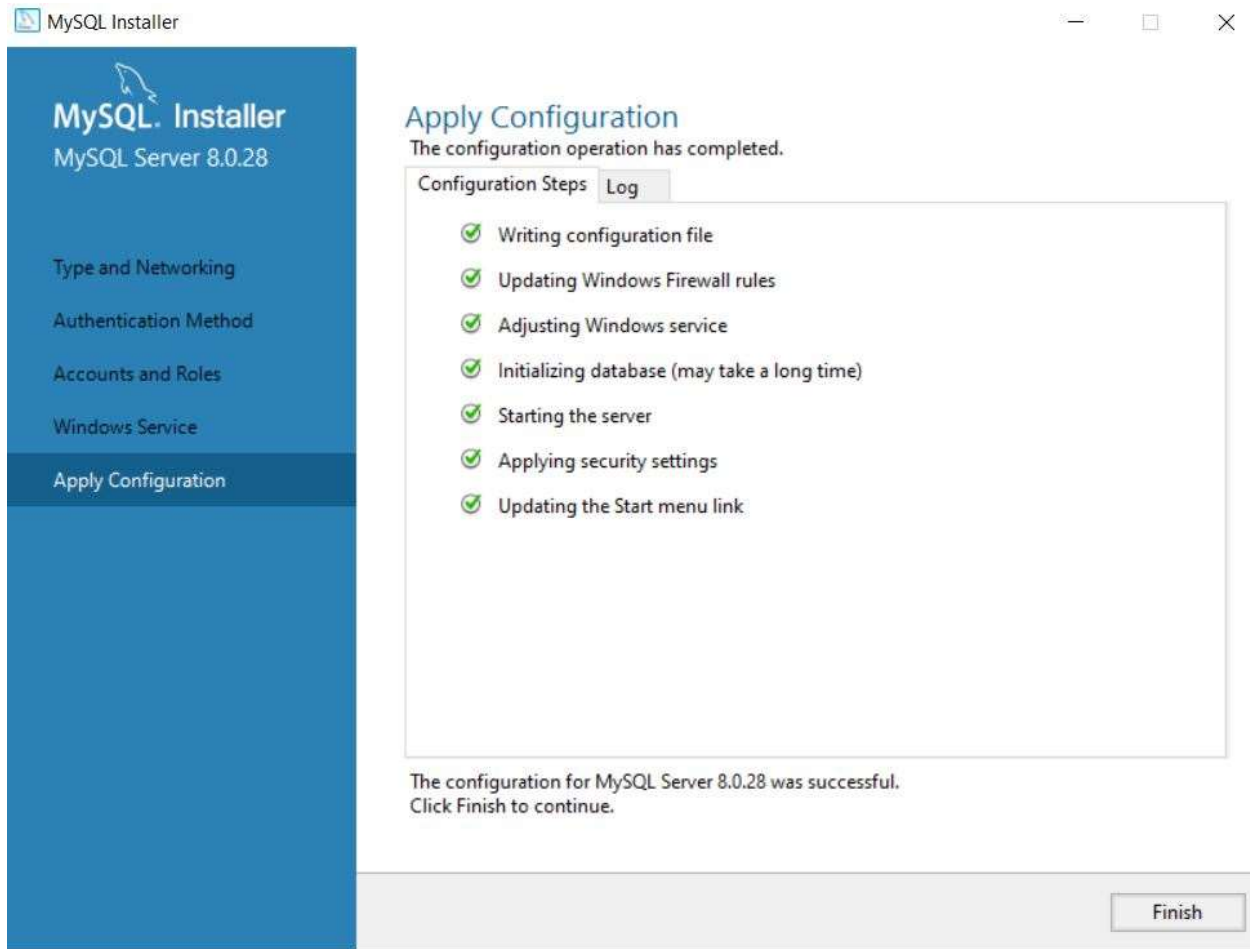 MySQL Installer
MySQL. Installer
MySQL Server 8.0.28
Type and Networking
Authentication Method
Accounts and Roles
Windows Service
Apply Configuration
Apply Configuration
The configuration operation has completed.
Configuration Steps Log
Writing configuration file
Updating Windows Firewall rules
Adjusting Windows service
Initializing database (may take a long time)
Starting the server
Applying security settings
Updating the Start menu link
The configuration for MySQL Server 8.0.28 was successful.
Click Finish to continue.
Finish